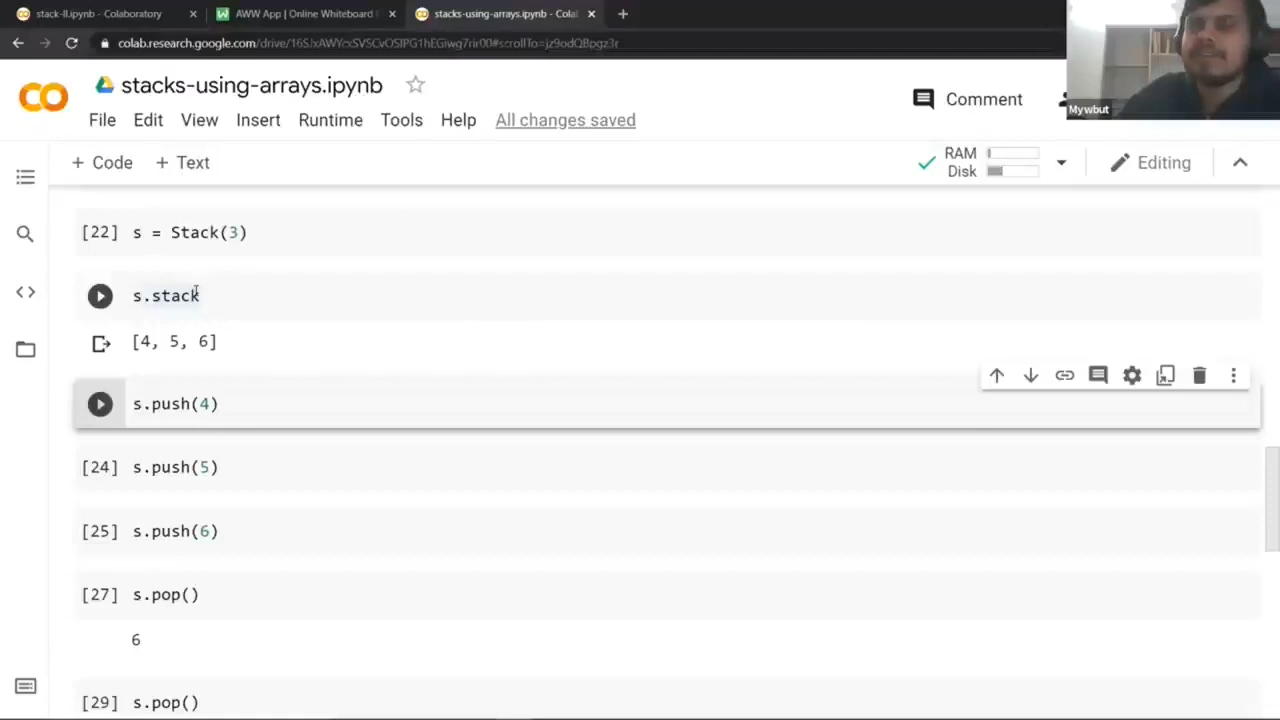 stack-II.ipynb - Colaboratory
AWW App | Online Whiteboard
stacks-using-arrays.ipynb - Colab
stacks-using-arrays.ipynb
Comment
Mywbut
File Edit View Insert Runtime Tools Help All changes saved
+ Code + Text
RAM
Disk
Editing
[22] s = Stack(3)
s.stack
[4, 5, 6]
s.push(4)
[24] s.push(5)
[25] s.push(6)
[27] s.pop()
6
[29] s.pop()